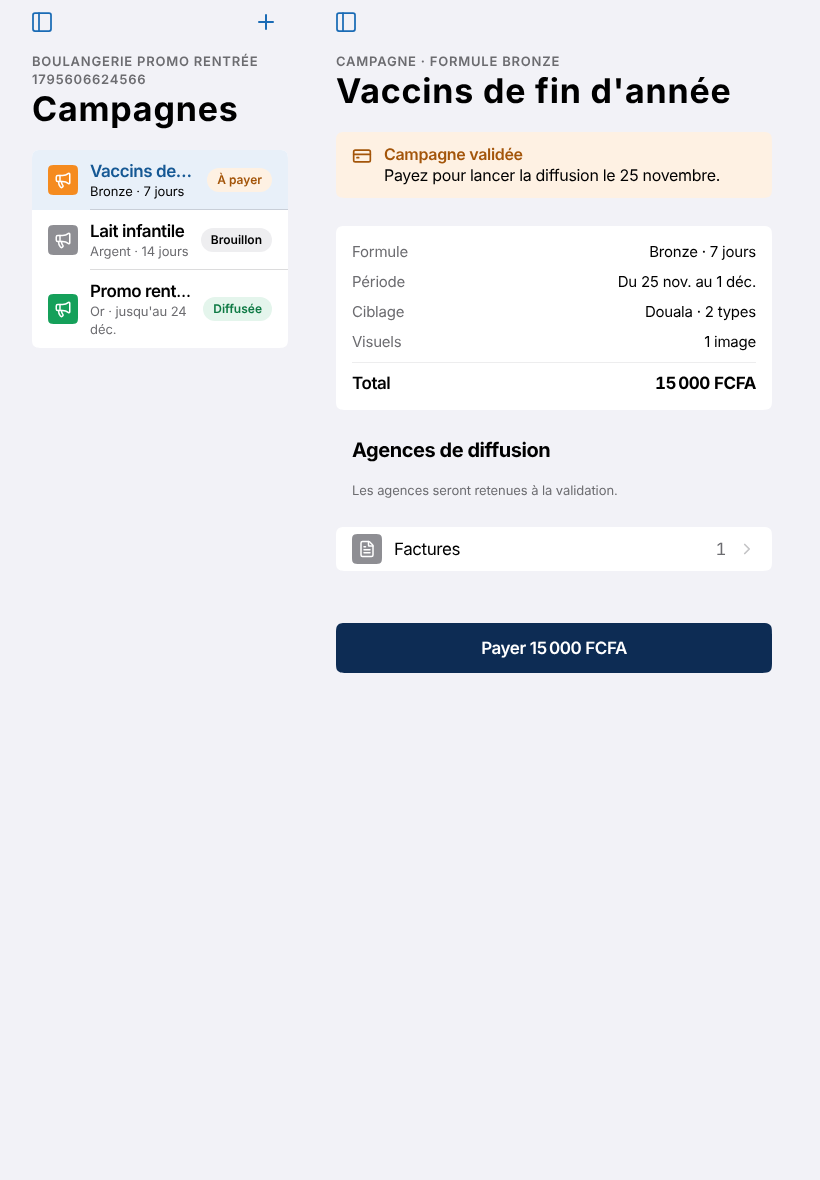 BOULANGERIE PROMO RENTRÉE
1795606624566
Campagnes
Vaccins de...
Bronze · 7 jours
À payer
Lait infantile
Argent · 14 jours
Brouillon
Promo rent...
Or · jusqu'au 24
déc.
Diffusée
CAMPAGNE · FORMULE BRONZE
Vaccins de fin d'année
Campagne validée
Payez pour lancer la diffusion le 25 novembre.
Formule Bronze · 7 jours
Période Du 25 nov. au 1 déc.
Ciblage Douala · 2 types
Visuels 1 image
Total 15 000 FCFA
Agences de diffusion
Les agences seront retenues à la validation.
Factures 1
Payer 15 000 FCFA